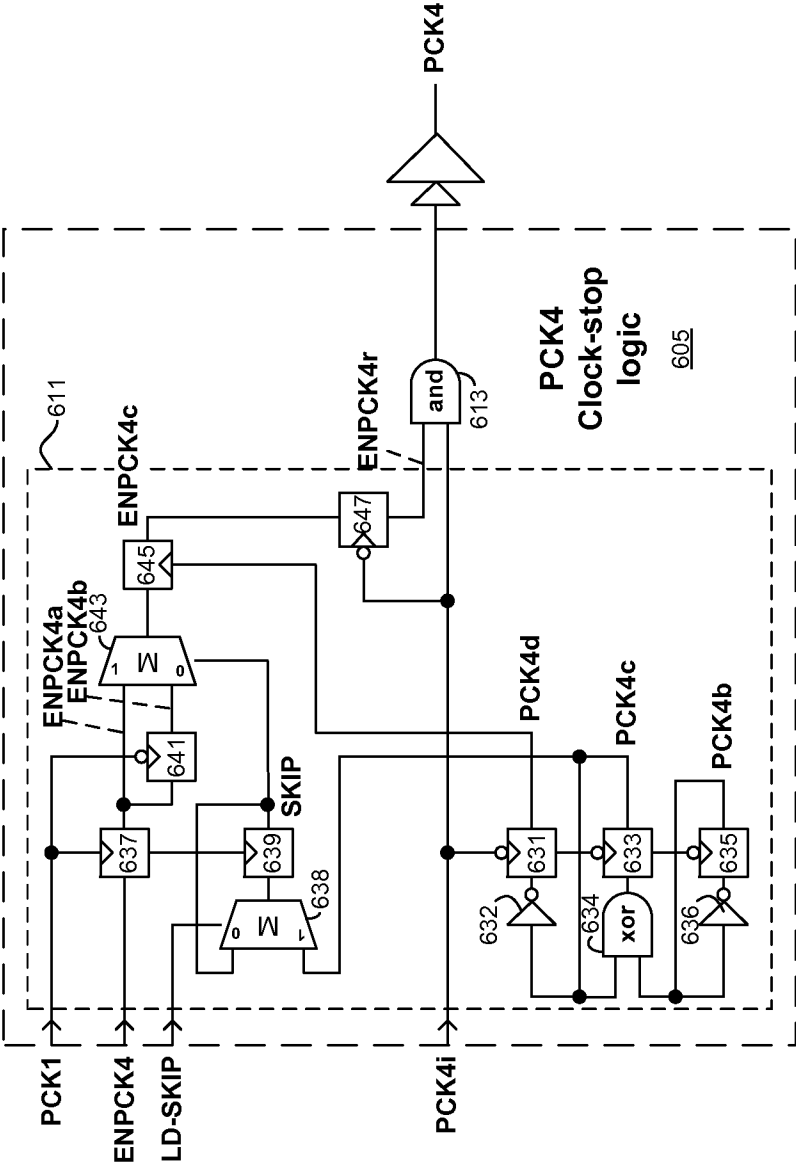 PCK1
ENPCK4
LD-SKIP
PCK4i
611
ENPCK4a
ENPCK4b
643
ENPCK4c
645
1
M
0
641
637
639
SKIP
0
M
1
638
647
ENPCK4r
and
613
PCK4
PCK4
Clock-stop
logic
605
PCK4d
631
632
PCK4c
633
634
xor
PCK4b
635
636